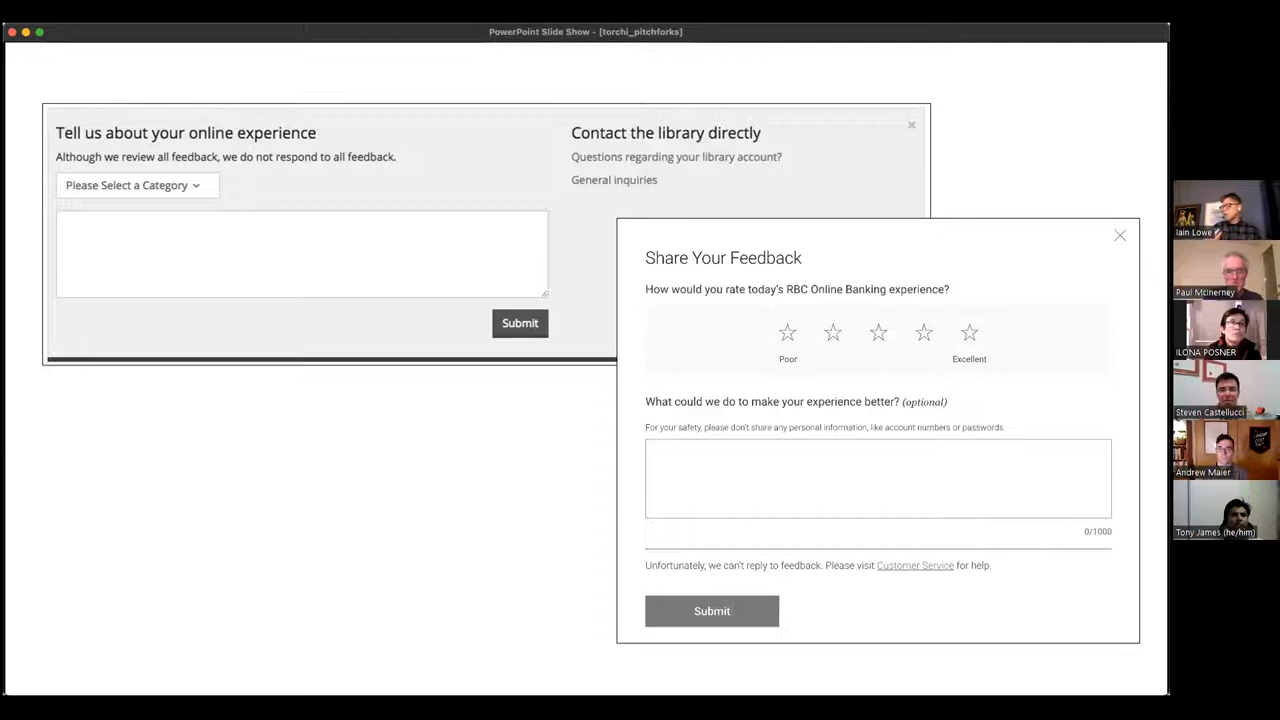 PowerPoint Slide Show - [torchi_pitchforks]
Tell us about your online experience
Although we review all feedback, we do not respond to all feedback.
Please Select a Category
Submit
Contact the library directly
Questions regarding your library account?
General inquiries
Share Your Feedback
How would you rate today's RBC Online Banking experience?
Poor
Excellent
What could we do to make your experience better? (optional)
For your safety, please don't share any personal information, like account numbers or passwords.
0/1000
Unfortunately, we can't reply to feedback. Please visit Customer Service for help.
Submit
Iain Lowe
Paul McInerney
ILONA POSNER
Steven Castellucci
Andrew Maier
Tony James (he/him)